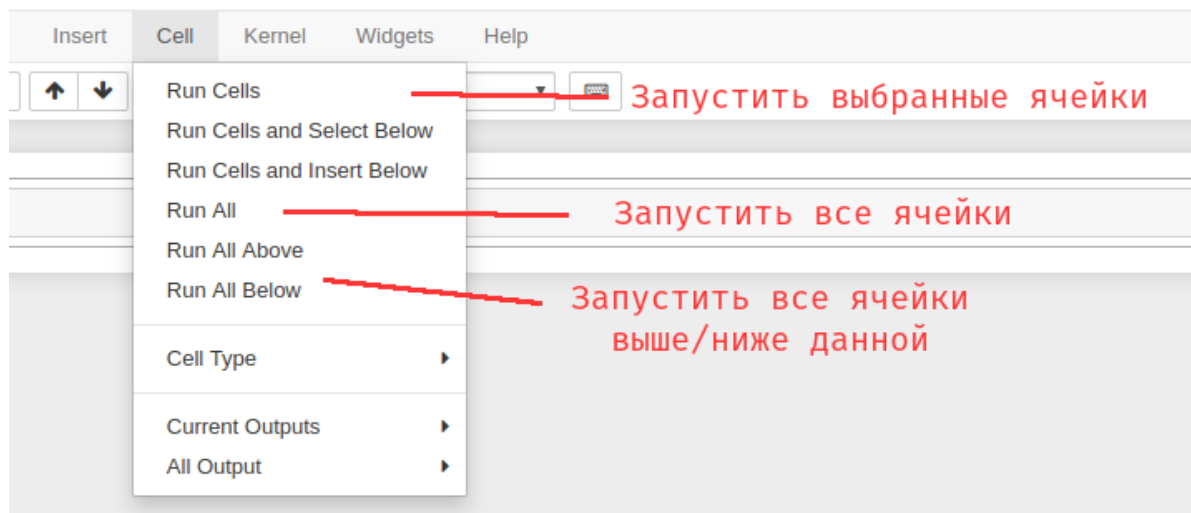 Insert Cell Kernel Widgets Help
Run Cells
Запустить выбранные ячейки
Run Cells and Select Below
Run Cells and Insert Below
Run All
Запустить все ячейки
Run All Above
Run All Below
Запустить все ячейки
выше/ниже данной
Cell Type
Current Outputs
All Output